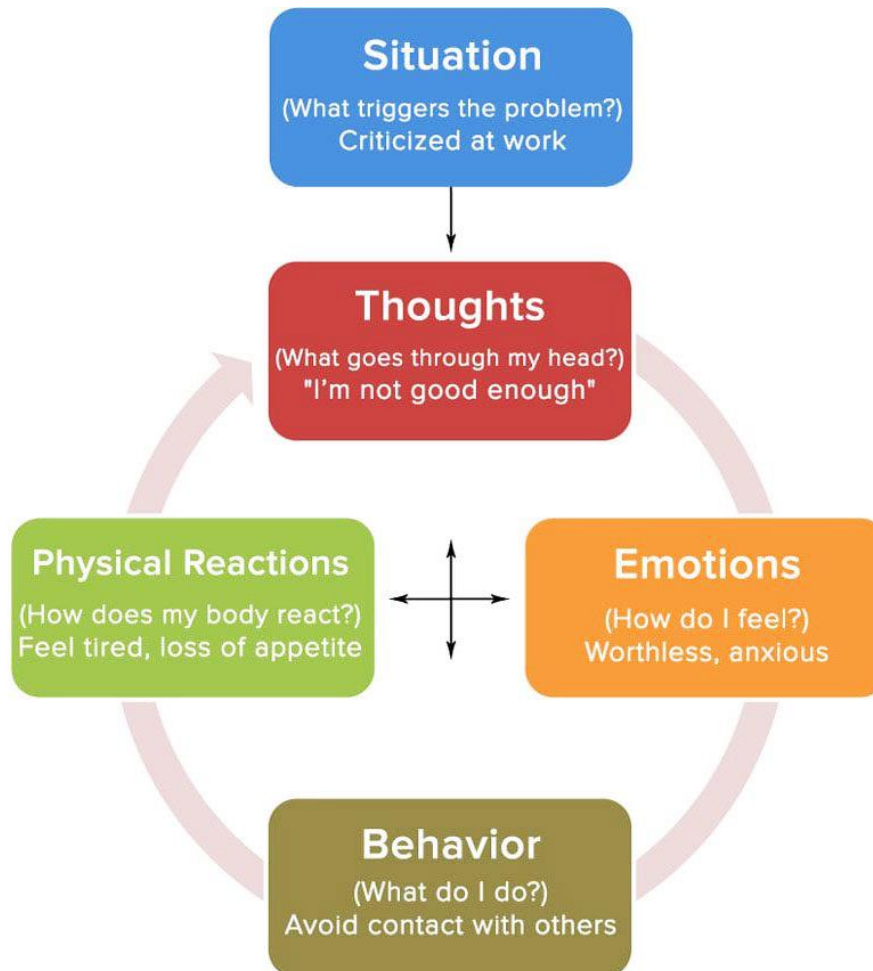 Situation
(What triggers the problem?)
Criticized at work
Thoughts
(What goes through my head?)
"I'm not good enough"
Physical Reactions
(How does my body react?)
Feel tired, loss of appetite
Emotions
(How do I feel?)
Worthless, anxious
Behavior
(What do I do?)
Avoid contact with others